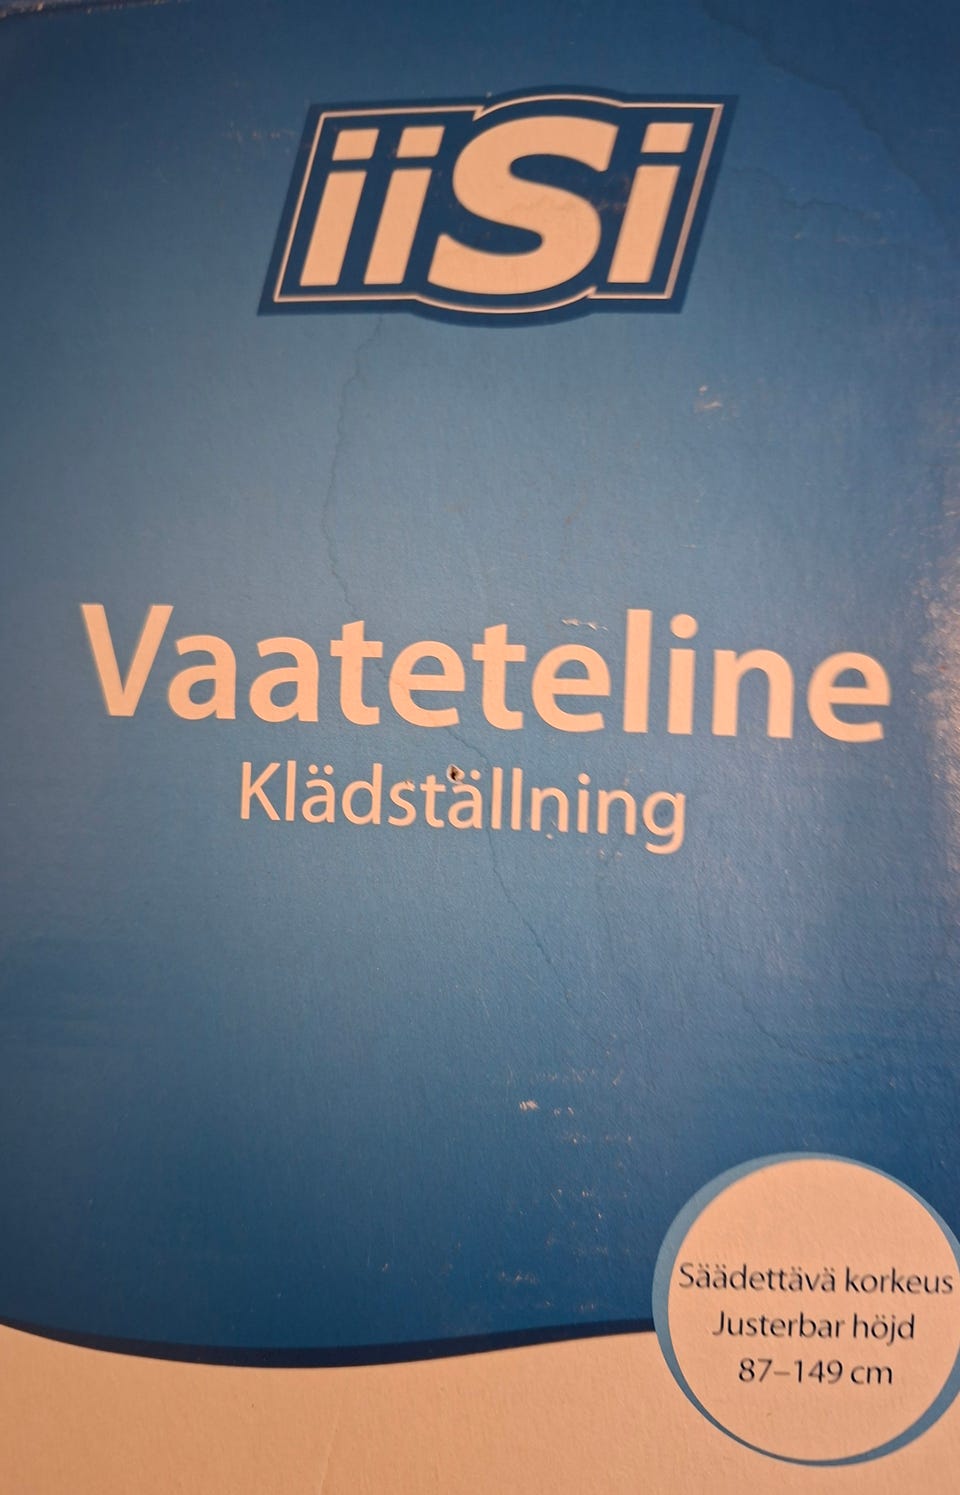 iiSi
Vaateteline
Klädställning
Säädettävä korkeus
Justerbar höjd
87–149 cm